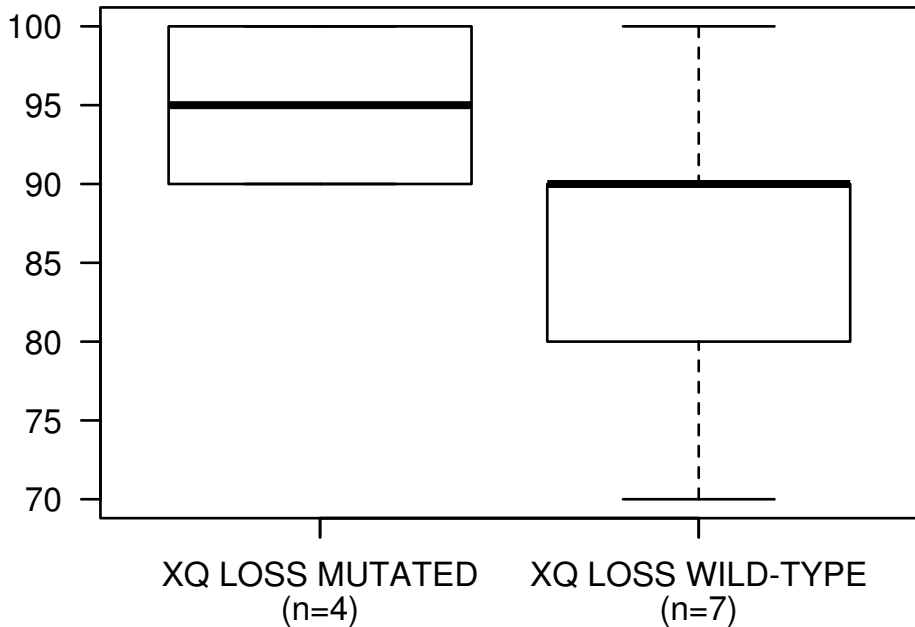 100
95
90
85
80
75
70
XQ LOSS MUTATED
(n=4)
XQ LOSS WILD-TYPE
(n=7)